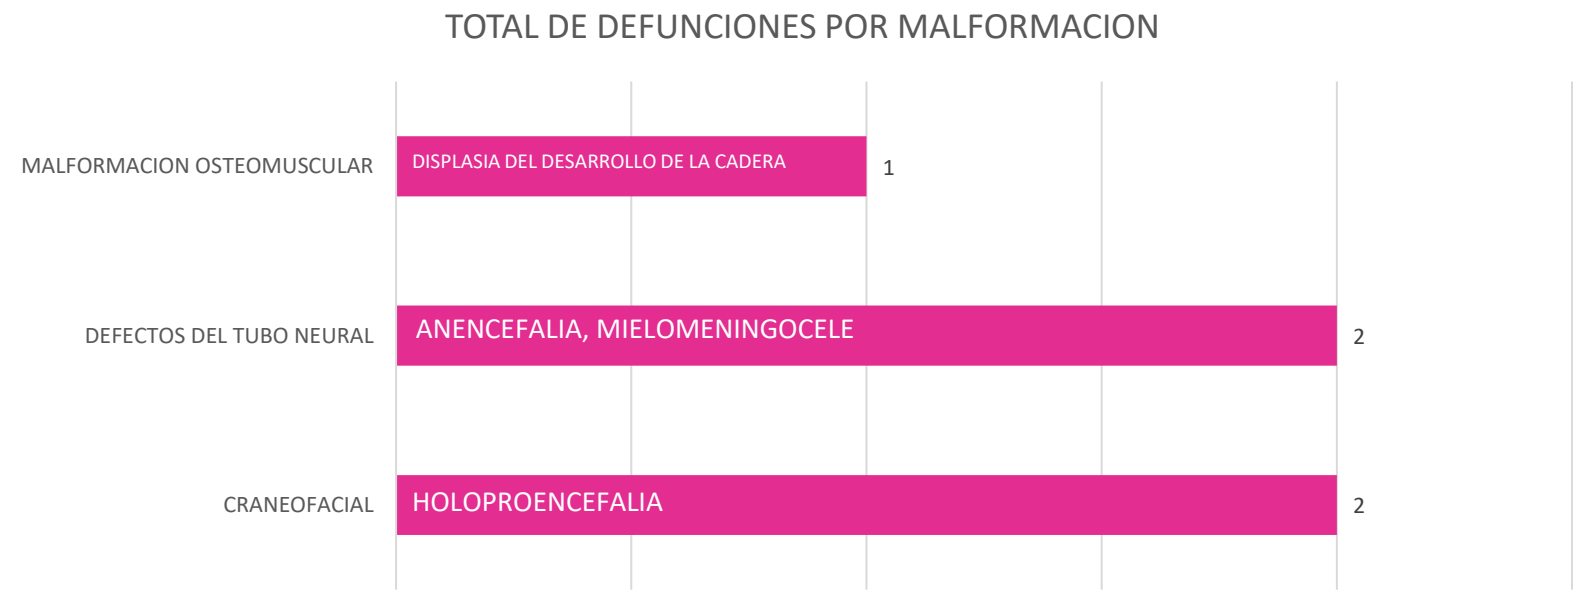 TOTAL DE DEFUNCIONES POR MALFORMACION
MALFORMACION OSTEOMUSCULAR
DISPLASIA DEL DESARROLLO DE LA CADERA
1
DEFECTOS DEL TUBO NEURAL
ANENCEFALIA, MIELOMENINGOCELE
2
CRANEOFACIAL
HOLOPROENCEFALIA
2